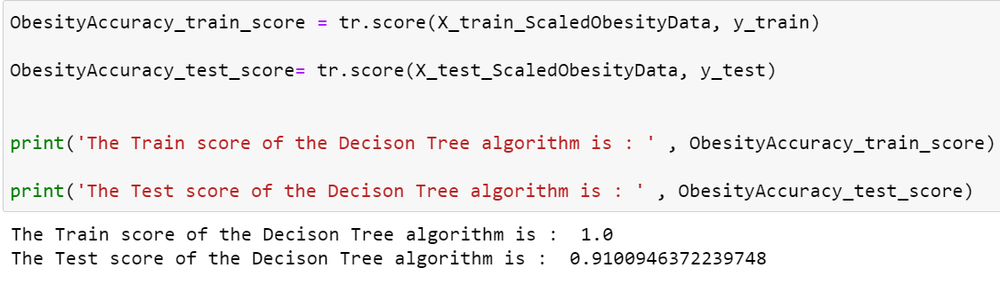 ObesityAccuracy_train_score = tr.score(X_train_ScaledObesityData, y_train)
ObesityAccuracy_test_score= tr.score(X_test_ScaledObesityData, y_test)
print('The Train score of the Decison Tree algorithm is : ' , ObesityAccuracy_train_score)
print('The Test score of the Decison Tree algorithm is : ' , ObesityAccuracy_test_score)
The Train score of the Decison Tree algorithm is :  1.0
The Test score of the Decison Tree algorithm is :  0.9100946372239748